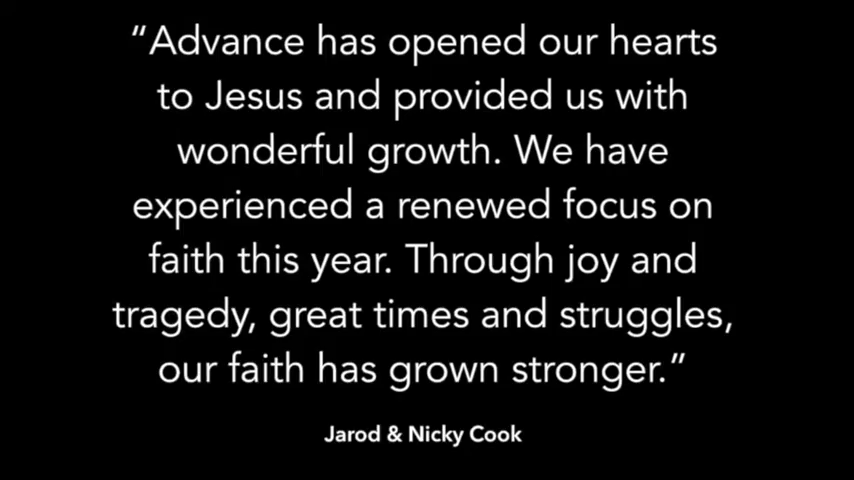 “Advance has opened our hearts
to Jesus and provided us with
wonderful growth. We have
experienced a renewed focus on
faith this year. Through joy and
tragedy, great times and struggles,
our faith has grown stronger.”
Jarod & Nicky Cook